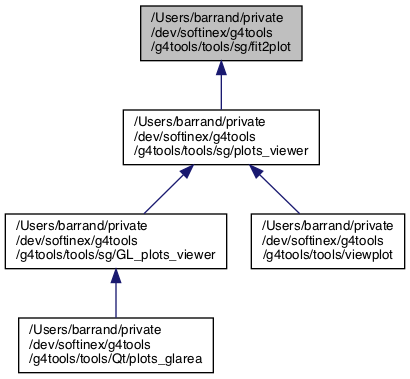 /Users/barrand/private
/dev/softinex/g4tools
/g4tools/tools/sg/fit2plot
/Users/barrand/private
/dev/softinex/g4tools
/g4tools/tools/sg/plots_viewer
/Users/barrand/private
/dev/softinex/g4tools
/g4tools/tools/sg/GL_plots_viewer
/Users/barrand/private
/dev/softinex/g4tools
/g4tools/tools/viewplot
/Users/barrand/private
/dev/softinex/g4tools
/g4tools/tools/Qt/plots_glarea